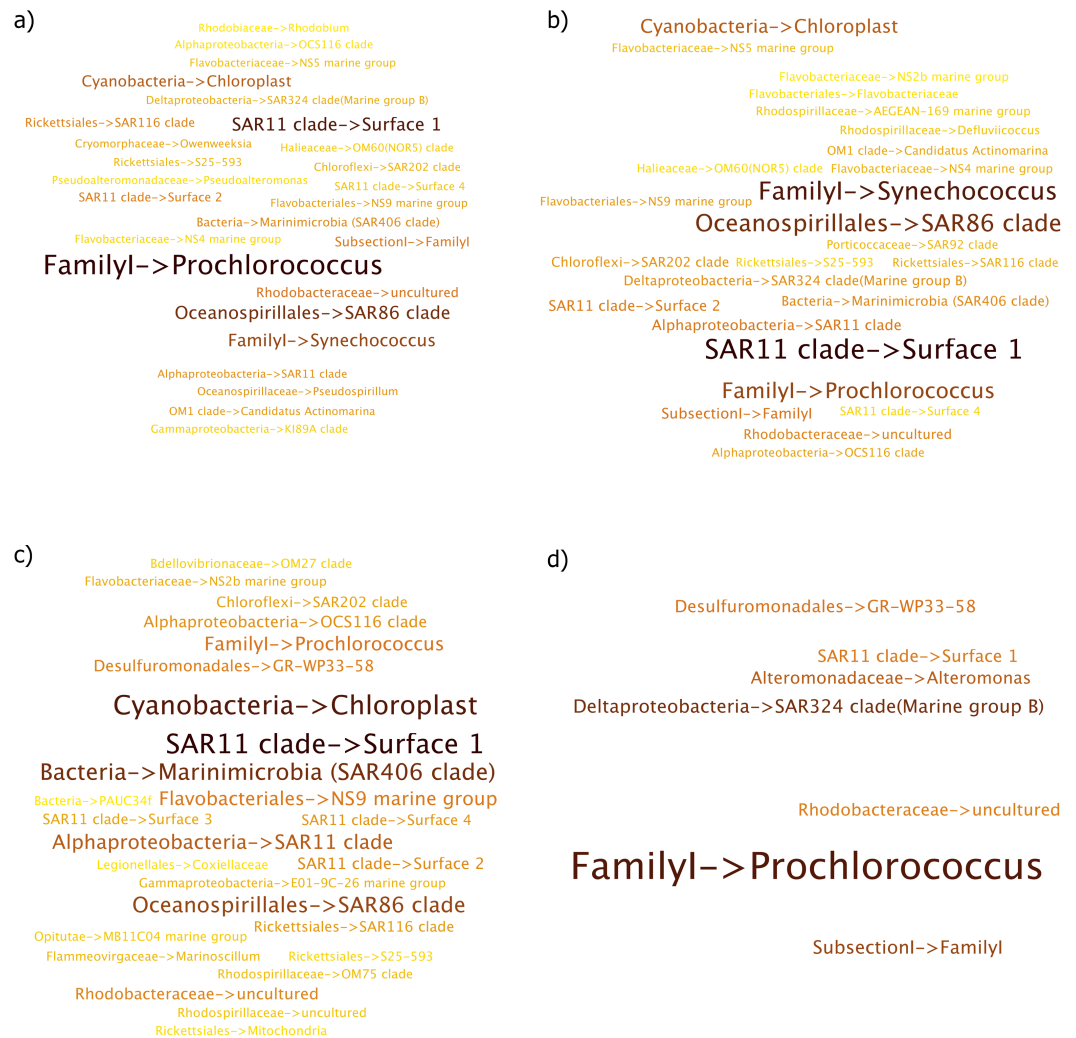 a)
Rhodobiaceae->Rhodobium
Alphaproteobacteria->OCS116 clade
Flavobacteriaceae->NS5 marine group
Cyanobacteria->Chloroplast
Deltaproteobacteria->SAR324 clade(Marine group B)
Rickettsiales->SAR116 clade
SAR11 clade->Surface 1
Cryomorphaceae->Owenweeksia
Halieaceae->OM60(NOR5) clade
Rickettsiales->S25-593
Chloroflexi->SAR202 clade
Pseudoalteromonadaceae->Pseudoalteromonas
SAR11 clade->Surface 4
SAR11 clade->Surface 2
Flavobacteriales->NS9 marine group
Bacteria->Marinimicrobia (SAR406 clade)
Flavobacteriaceae->NS4 marine group
SubsectionI->FamilyI
FamilyI->Prochlorococcus
Rhodobacteraceae->uncultured
Oceanospirillales->SAR86 clade
FamilyI->Synechococcus
Alphaproteobacteria->SAR11 clade
Oceanospirillaceae->Pseudospirillum
OM1 clade->Candidatus Actinomarina
Gammaproteobacteria->KI89A clade
b)
Cyanobacteria->Chloroplast
Flavobacteriaceae->NS5 marine group
Flavobacteriaceae->NS2b marine group
Flavobacteriales->Flavobacteriaceae
Rhodospirillaceae->AEGEAN-169 marine group
Rhodospirillaceae->Defluviicoccus
OM1 clade->Candidatus Actinomarina
Halieaceae->OM60(NOR5) clade
Flavobacteriaceae->NS4 marine group
FamilyI->Synechococcus
Flavobacteriales->NS9 marine group
Oceanospirillales->SAR86 clade
Porticoccaceae->SAR92 clade
Chloroflexi->SAR202 clade
Rickettsiales->S25-593
Rickettsiales->SAR116 clade
Deltaproteobacteria->SAR324 clade(Marine group B)
SAR11 clade->Surface 2
Bacteria->Marinimicrobia (SAR406 clade)
Alphaproteobacteria->SAR11 clade
SAR11 clade->Surface 1
FamilyI->Prochlorococcus
SubsectionI->FamilyI
SAR11 clade->Surface 4
Rhodobacteraceae->uncultured
Alphaproteobacteria->OCS116 clade
c)
Bdellovibrionaceae->OM27 clade
Flavobacteriaceae->NS2b marine group
Chloroflexi->SAR202 clade
Alphaproteobacteria->OCS116 clade
FamilyI->Prochlorococcus
Desulfuromonadales->GR-WP33-58
Cyanobacteria->Chloroplast
SAR11 clade->Surface 1
Bacteria->Marinimicrobia (SAR406 clade)
Bacteria->PAUC34f
Flavobacteriales->NS9 marine group
SAR11 clade->Surface 3
SAR11 clade->Surface 4
Alphaproteobacteria->SAR11 clade
Legionellales->Coxiellaceae
SAR11 clade->Surface 2
Gammaproteobacteria->E01-9C-26 marine group
Oceanospirillales->SAR86 clade
Rickettsiales->SAR116 clade
Opitutae->MB11C04 marine group
Flammeovirgaceae->Marinoscillum
Rickettsiales->S25-593
Rhodospirillaceae->OM75 clade
Rhodobacteraceae->uncultured
Rhodospirillaceae->uncultured
Rickettsiales->Mitochondria
d)
Desulfuromonadales->GR-WP33-58
SAR11 clade->Surface 1
Alteromonadaceae->Alteromonas
Deltaproteobacteria->SAR324 clade(Marine group B)
Rhodobacteraceae->uncultured
FamilyI->Prochlorococcus
SubsectionI->FamilyI